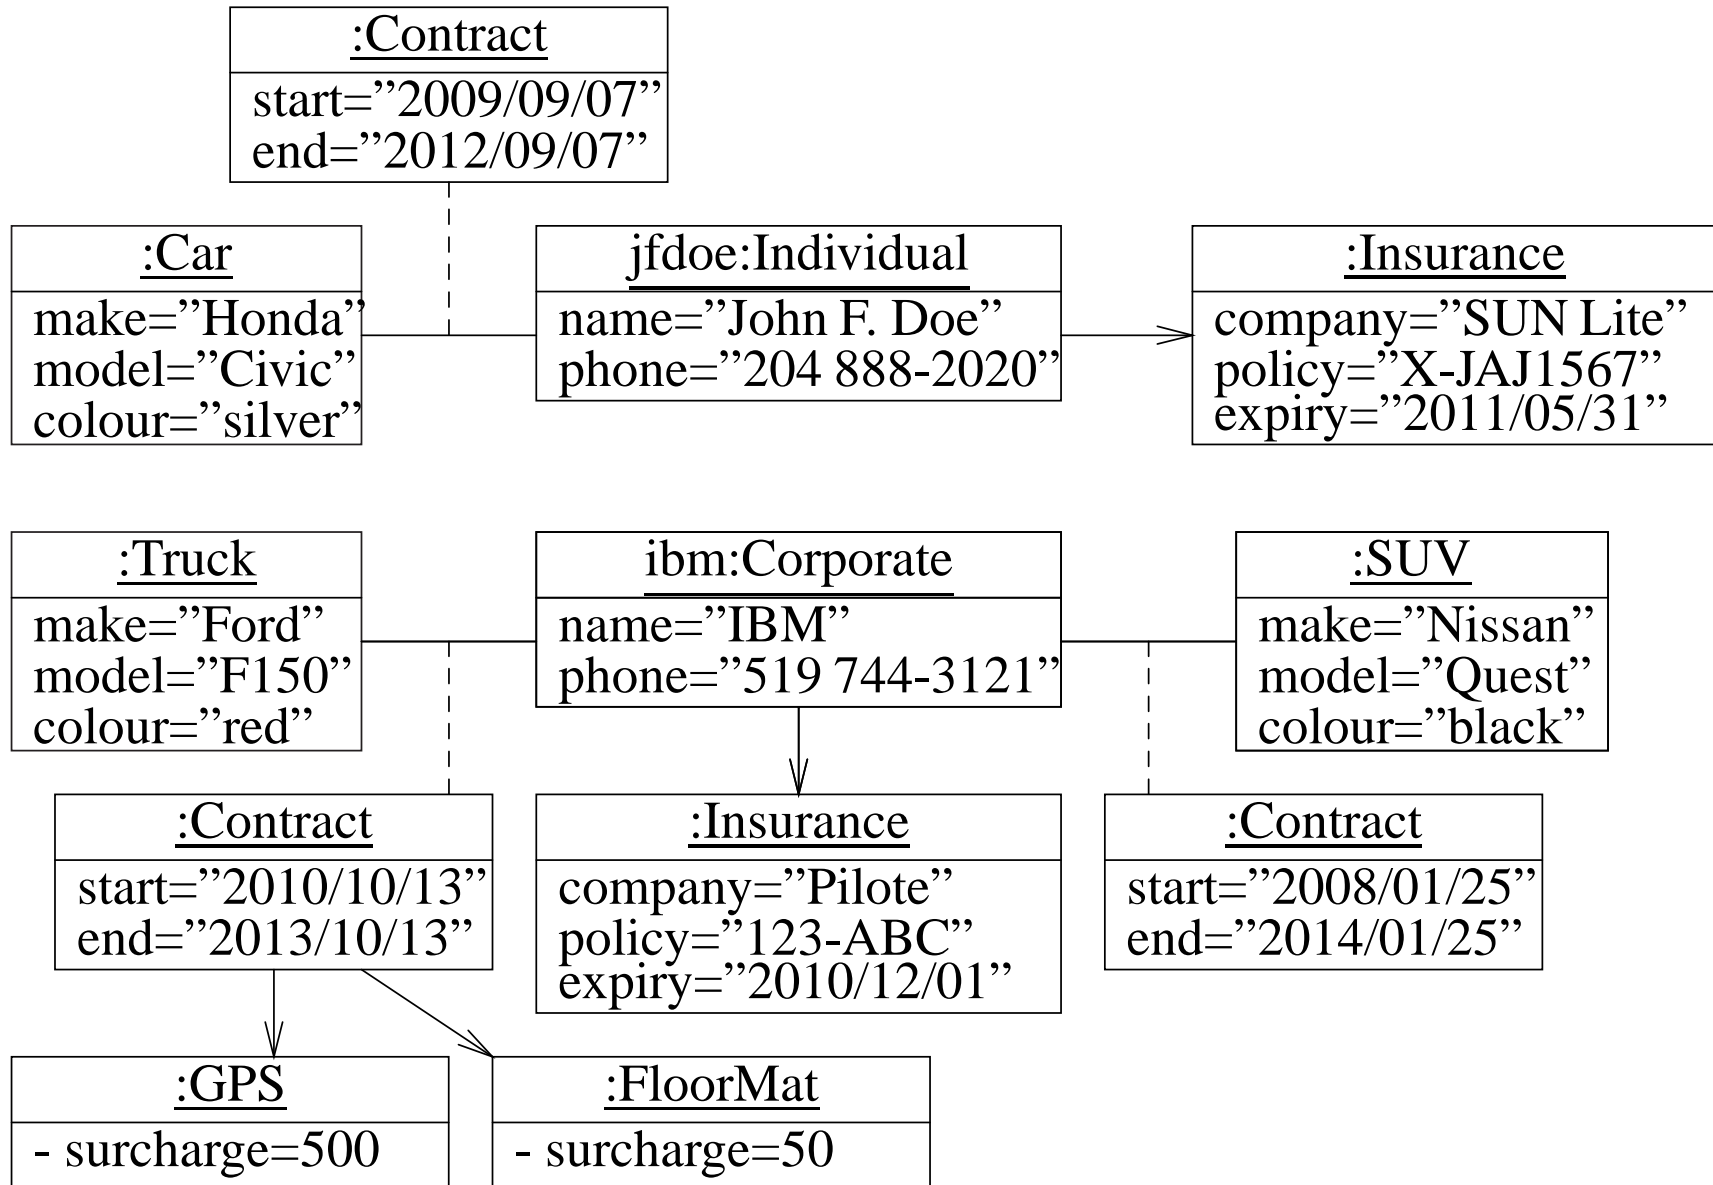 :Contract
start=”2009/09/07”
end=”2012/09/07”
:Car
make=”Honda”
model=”Civic”
colour=”silver”
jfdoe:Individual
name=”John F. Doe”
phone=”204 888-2020”
:Insurance
company=”SUN Lite”
policy=”X-JAJ1567”
expiry=”2011/05/31”
:Truck
make=”Ford”
model=”F150”
colour=”red”
ibm:Corporate
name=”IBM”
phone=”519 744-3121”
:SUV
make=”Nissan”
model=”Quest”
colour=”black”
:Contract
start=”2010/10/13”
end=”2013/10/13”
:Insurance
company=”Pilote”
policy=”123-ABC”
expiry=”2010/12/01”
:Contract
start=”2008/01/25”
end=”2014/01/25”
:GPS
- surcharge=500
:FloorMat
- surcharge=50